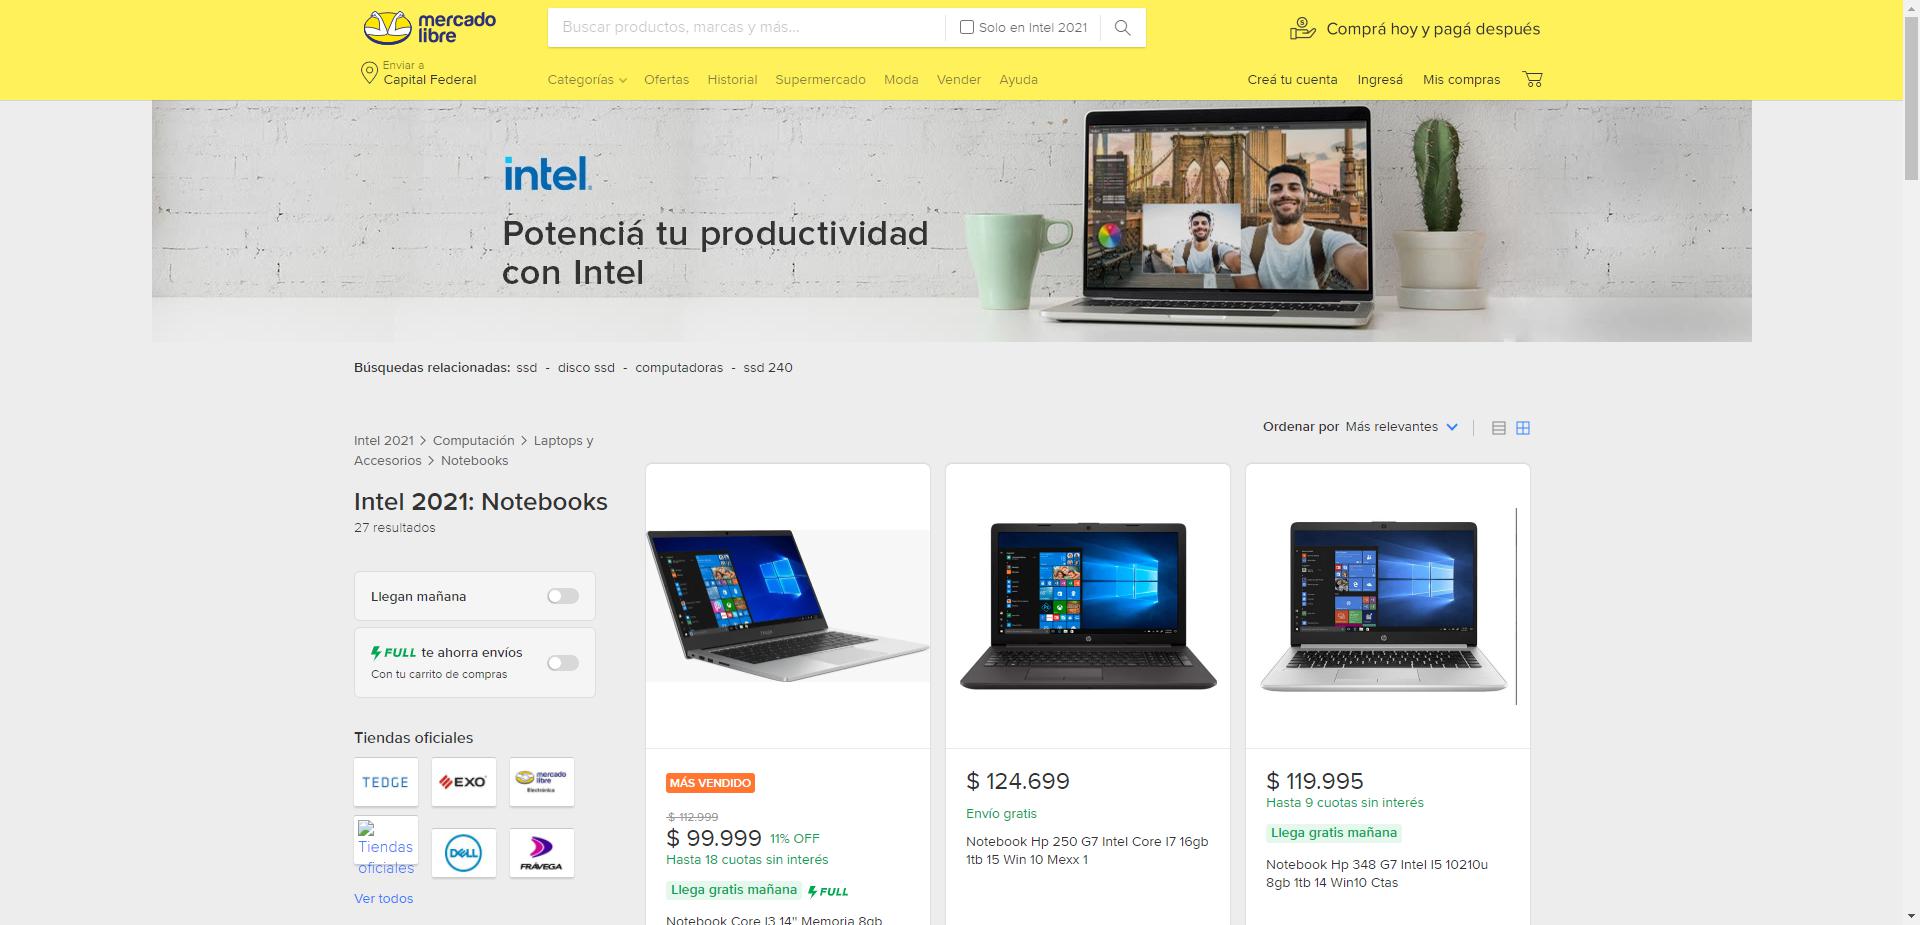 mercado
libre
Buscar productos, marcas y más...
Solo en Intel 2021
Comprá hoy y pagá después
Enviar a
Capital Federal
Categorías
Ofertas
Historial
Supermercado
Moda
Vender
Ayuda
Creá tu cuenta
Ingresá
Mis compras
intel.
Potenciá tu productividad
con Intel
Búsquedas relacionadas: ssd - disco ssd - computadoras - ssd 240
Ordenar por Más relevantes
Intel 2021 > Computación > Laptops y
Accesorios > Notebooks
Intel 2021: Notebooks
27 resultados
Llegan mañana
FULL te ahorra envíos
Con tu carrito de compras
Tiendas oficiales
TEDGE
EXO
mercado
libre
Electrónica
Tiendas
oficiales
DELL
FRÁVEGA
Ver todos
MÁS VENDIDO
$ 112.999
$ 99.999 11% OFF
Hasta 18 cuotas sin interés
Llega gratis mañana FULL
Notebook Core I3 14'' Memoria 8gb
$ 124.699
Envío gratis
Notebook Hp 250 G7 Intel Core I7 16gb
1tb 15 Win 10 Mexx 1
$ 119.995
Hasta 9 cuotas sin interés
Llega gratis mañana
Notebook Hp 348 G7 Intel I5 10210u
8gb 1tb 14 Win10 Ctas